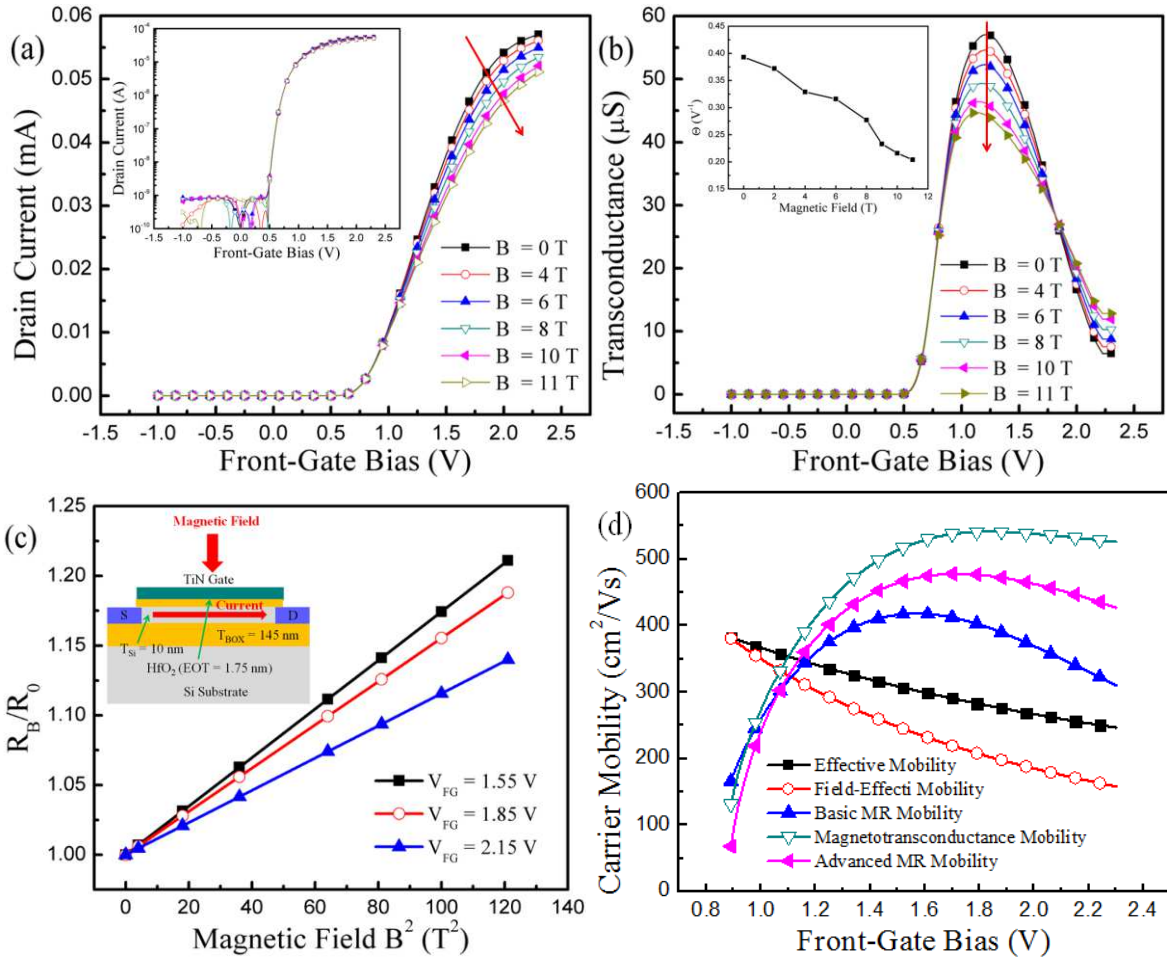 (a)
Drain Current (mA)
0.06
0.05
0.04
0.03
0.02
0.01
0.00
-1.5 -1.0 -0.5 0.0 0.5 1.0 1.5 2.0 2.5
Front-Gate Bias (V)
Drain Current (A)
10⁻⁴
10⁻⁵
10⁻⁶
10⁻⁷
10⁻⁸
10⁻⁹
10⁻¹⁰
-1.5 -1.0 -0.5 0.0 0.5 1.0 1.5 2.0 2.5
Front-Gate Bias (V)
B = 0 T
B = 4 T
B = 6 T
B = 8 T
B = 10 T
B = 11 T
(b)
Transconductance (μS)
60
50
40
30
20
10
0
-1.5 -1.0 -0.5 0.0 0.5 1.0 1.5 2.0 2.5
Front-Gate Bias (V)
Θ (V⁻¹)
0.45
0.40
0.35
0.30
0.25
0.20
0.15
0 2 4 6 8 10 12
Magnetic Field (T)
B = 0 T
B = 4 T
B = 6 T
B = 8 T
B = 10 T
B = 11 T
(c)
R_B/R_0
1.25
1.20
1.15
1.10
1.05
1.00
0 20 40 60 80 100 120 140
Magnetic Field B² (T²)
Magnetic Field
TiN Gate
Current
S
D
T_BOX = 145 nm
T_Si = 10 nm
HfO₂ (EOT = 1.75 nm)
Si Substrate
V_FG = 1.55 V
V_FG = 1.85 V
V_FG = 2.15 V
(d)
Carrier Mobility (cm²/Vs)
600
500
400
300
200
100
0
0.8 1.0 1.2 1.4 1.6 1.8 2.0 2.2 2.4
Front-Gate Bias (V)
Effective Mobility
Field-Effecti Mobility
Basic MR Mobility
Magnetotransconductance Mobility
Advanced MR Mobility